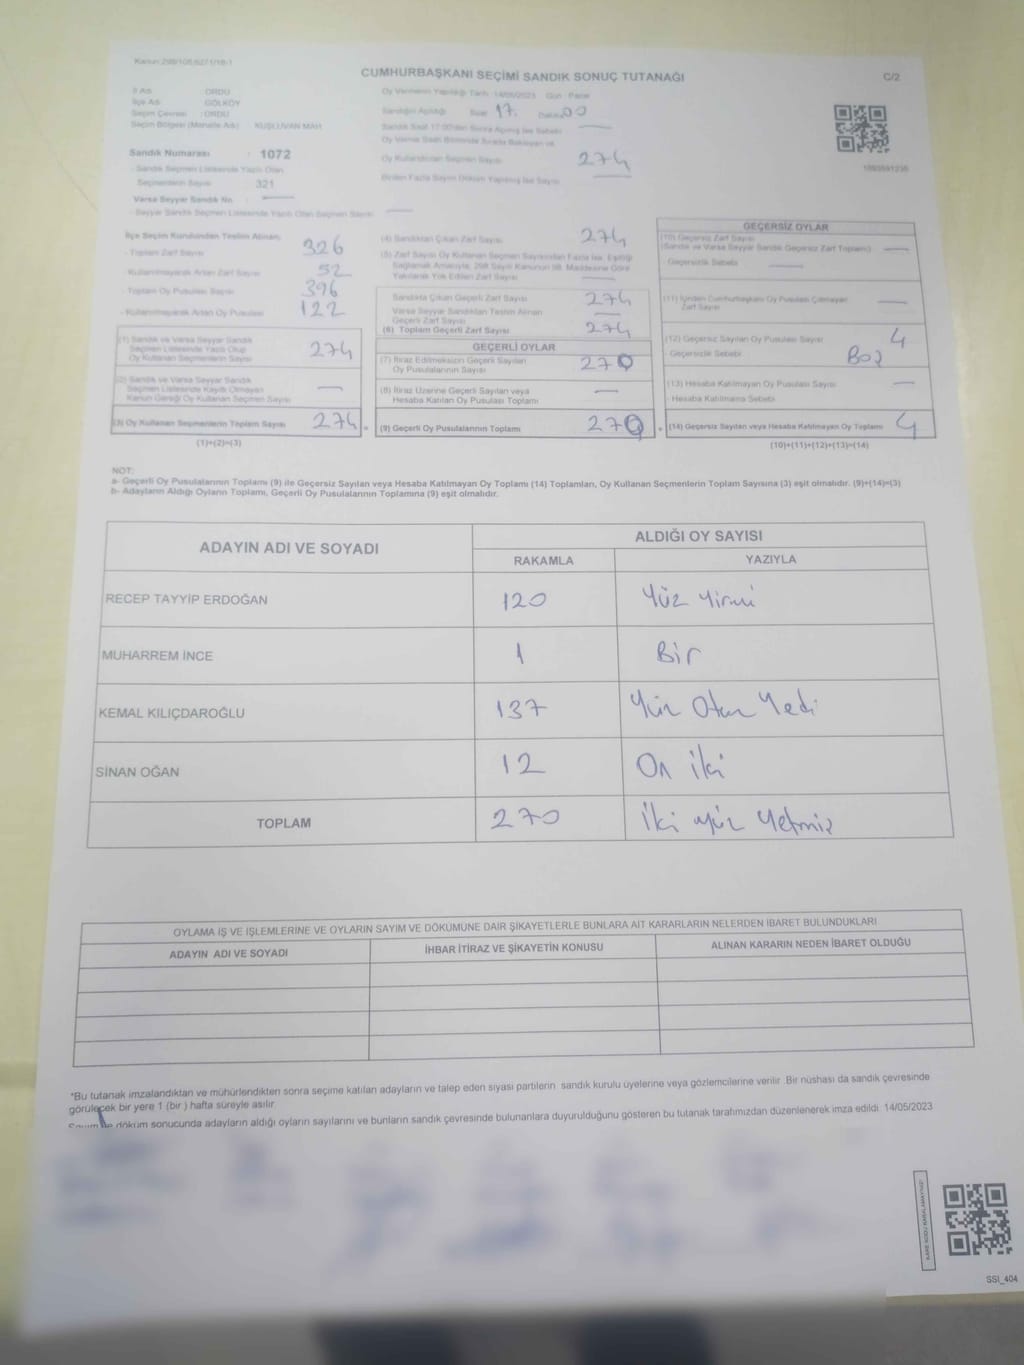 Kanun 298/106,6271/18-1
CUMHURBAŞKANI SEÇİMİ SANDIK SONUÇ TUTANAĞI
C/2
İl Adı : ORDU
İlçe Adı : GÖLKÖY
Seçim Çevresi : ORDU
Seçim Bölgesi (Mahalle Adı) : KUŞLUVAN MAH.
Sandık Numarası : 1072
- Sandık Seçmen Listesinde Yazılı Olan
Seçmenlerin Sayısı 321
Varsa Seyyar Sandık No. —
- Seyyar Sandık Seçmen Listesinde Yazılı Olan Seçmen Sayısı —
Oy Vermenin Yapıldığı Tarih : 14/05/2023 Gün : Pazar
Sandığın Açıldığı Saat 17. Dakika 00
Sandık Saat 17:00'den Sonra Açılmış İse Sebebi —
Oy Verme Saati Bitiminde Sırada Bekleyen ve
Oy Kullandırılan Seçmen Sayısı 274
Birden Fazla Sayım Döküm Yapılmış İse Sayısı —
İlçe Seçim Kurulundan Teslim Alınan;
- Toplam Zarf Sayısı 326
- Kullanılmayarak Artan Zarf Sayısı 52
- Toplam Oy Pusulası Sayısı 396
- Kullanılmayarak Artan Oy Pusulası 122
(1) Sandık ve Varsa Seyyar Sandık
Seçmen Listesinde Yazılı Olup
Oy Kullanan Seçmenlerin Sayısı 274
(2) Sandık ve Varsa Seyyar Sandık
Seçmen Listesinde Kayıtlı Olmayan
Kanun Gereği Oy Kullanan Seçmen Sayısı —
(3) Oy Kullanan Seçmenlerin Toplam Sayısı 274
(1)+(2)=(3)
(4) Sandıktan Çıkan Zarf Sayısı 274
(5) Zarf Sayısı Oy Kullanan Seçmen Sayısından Fazla İse, Eşitliği
Sağlamak Amacıyla, 298 Sayılı Kanunun 98. Maddesine Göre
Yakılarak Yok Edilen Zarf Sayısı —
Sandıkta Çıkan Geçerli Zarf Sayısı 274
Varsa Seyyar Sandıktan Teslim Alınan
Geçerli Zarf Sayısı —
(6) Toplam Geçerli Zarf Sayısı 274
GEÇERLİ OYLAR
(7) İtiraz Edilmeksizin Geçerli Sayılan
Oy Pusulalarının Sayısı 270
(8) İtiraz Üzerine Geçerli Sayılan veya
Hesaba Katılan Oy Pusulası Toplamı —
(9) Geçerli Oy Pusulalarının Toplamı 270
GEÇERSİZ OYLAR
(10) Geçersiz Zarf Sayısı
(Sandık ve Varsa Seyyar Sandık Geçersiz Zarf Toplamı) —
- Geçersizlik Sebebi —
(11) İçinden Cumhurbaşkanı Oy Pusulası Çıkmayan
Zarf Sayısı —
(12) Geçersiz Sayılan Oy Pusulası Sayısı 4
- Geçersizlik Sebebi Boz
(13) Hesaba Katılmayan Oy Pusulası Sayısı —
- Hesaba Katılmama Sebebi
(14) Geçersiz Sayılan veya Hesaba Katılmayan Oy Toplamı 4
(10)+(11)+(12)+(13)=(14)
NOT:
a- Geçerli Oy Pusulalarının Toplamı (9) ile Geçersiz Sayılan veya Hesaba Katılmayan Oy Toplamı (14) Toplamları, Oy Kullanan Seçmenlerin Toplam Sayısına (3) eşit olmalıdır. (9)+(14)=(3)
b- Adayların Aldığı Oyların Toplamı, Geçerli Oy Pusulalarının Toplamına (9) eşit olmalıdır.
ADAYIN ADI VE SOYADI
ALDIĞI OY SAYISI
RAKAMLA YAZIYLA
RECEP TAYYİP ERDOĞAN 120 Yüz Yirmi
MUHARREM İNCE 1 Bir
KEMAL KILIÇDAROĞLU 137 Yüz Otuz Yedi
SİNAN OĞAN 12 On iki
TOPLAM 270 İki yüz Yetmiş
OYLAMA İŞ VE İŞLEMLERİNE VE OYLARIN SAYIM VE DÖKÜMÜNE DAİR ŞİKAYETLERLE BUNLARA AİT KARARLARIN NELERDEN İBARET BULUNDUKLARI
ADAYIN ADI VE SOYADI İHBAR İTİRAZ VE ŞİKAYETİN KONUSU ALINAN KARARIN NEDEN İBARET OLDUĞU
*Bu tutanak imzalandıktan ve mühürlendikten sonra seçime katılan adayların ve talep eden siyasi partilerin sandık kurulu üyelerine veya gözlemcilerine verilir. Bir nüshası da sandık çevresinde
görülecek bir yere 1 (bir) hafta süreyle asılır.
Sayım ve döküm sonucunda adayların aldığı oyların sayılarını ve bunların sandık çevresinde bulunanlara duyurulduğunu gösteren bu tutanak tarafımızdan düzenlenerek imza edildi. 14/05/2023
KARE KODU KARALAMAYINIZ!
SSI_404